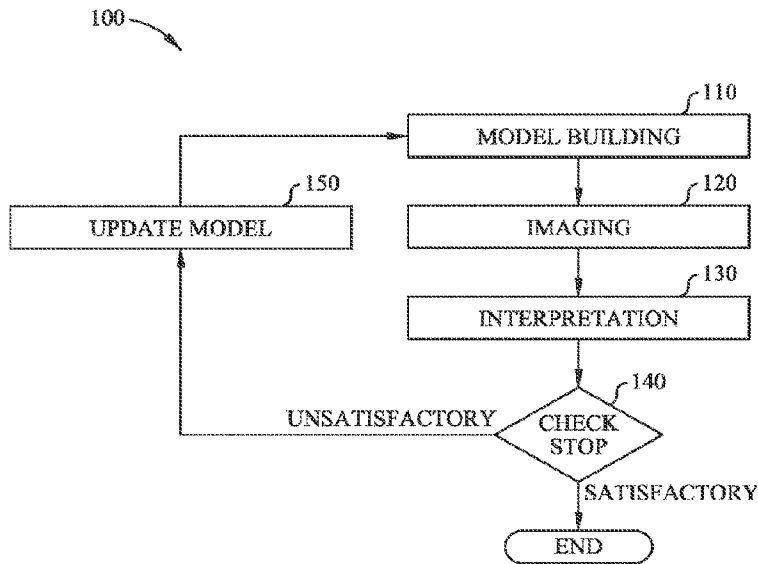 100
110
MODEL BUILDING
150
120
UPDATE MODEL
IMAGING
130
INTERPRETATION
140
UNSATISFACTORY
CHECK
STOP
SATISFACTORY
END